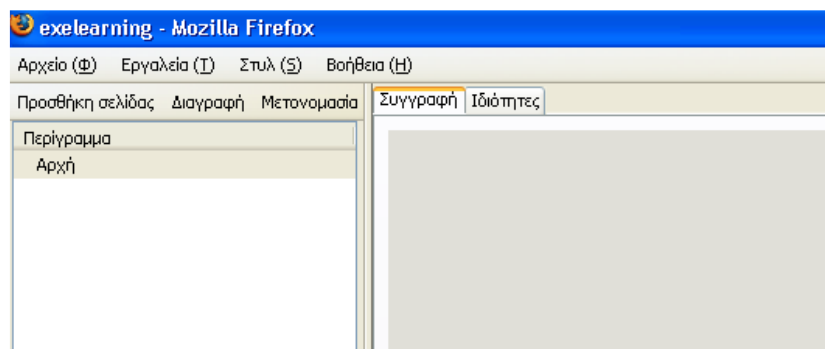 exelearning - Mozilla Firefox
Αρχείο (Φ) Εργαλεία (T) Στυλ (S) Βοήθεια (H)
Προσθήκη σελίδας Διαγραφή Μετονομασία
Συγγραφή Ιδιότητες
Περίγραμμα
Αρχή